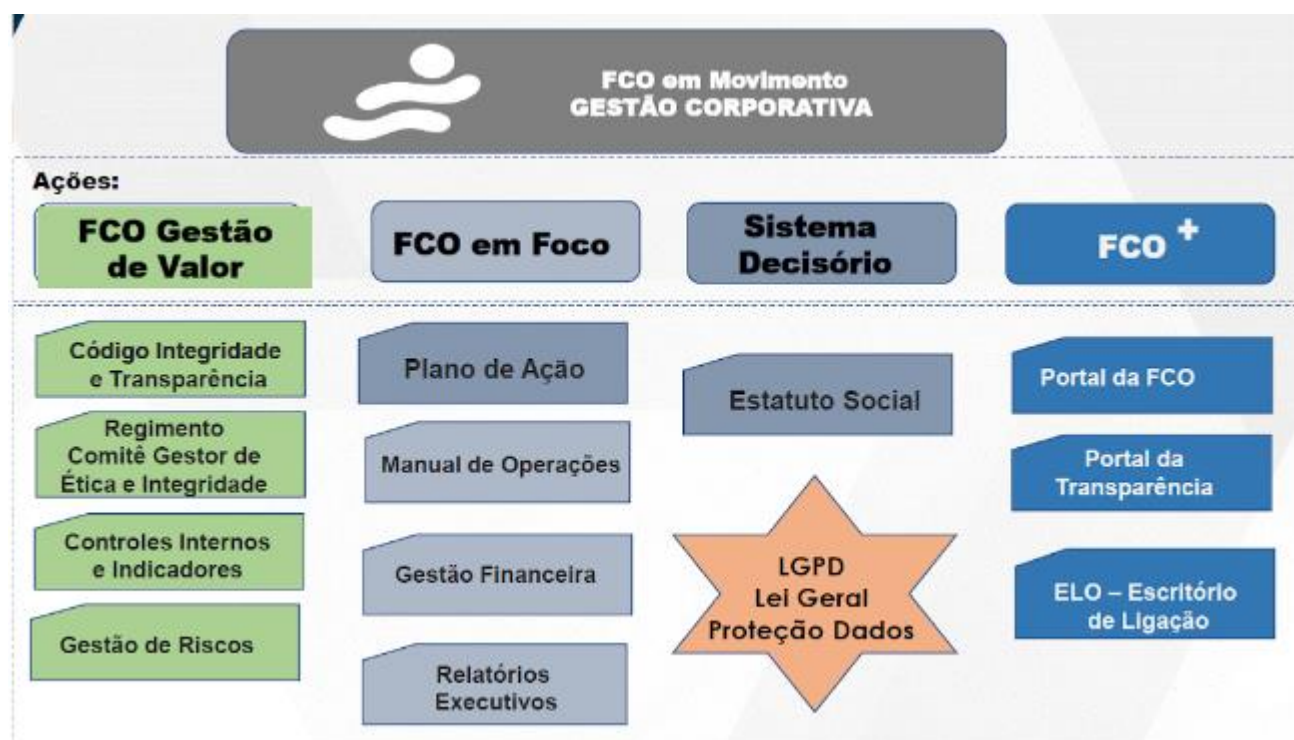 FCO em Movimento
GESTÃO CORPORATIVA
Ações:
FCO Gestão
de Valor
FCO em Foco
Sistema
Decisório
FCO +
Código Integridade
e Transparência
Regimento
Comitê Gestor de
Ética e Integridade
Controles Internos
e Indicadores
Gestão de Riscos
Plano de Ação
Manual de Operações
Gestão Financeira
Relatórios
Executivos
Estatuto Social
LGPD
Lei Geral
Proteção Dados
Portal da FCO
Portal da
Transparência
ELO – Escritório
de Ligação